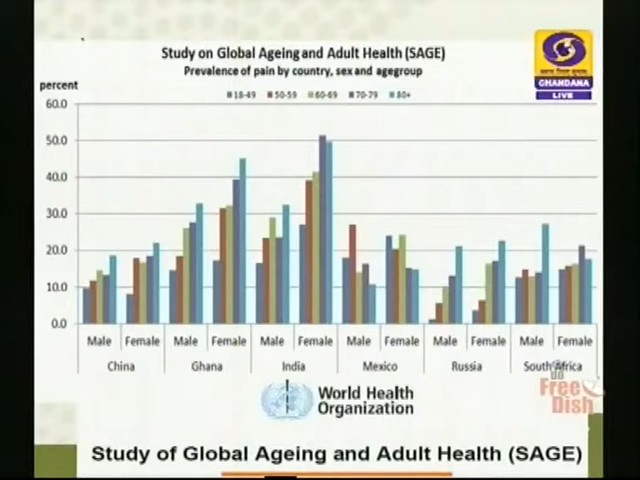 Study on Global Ageing and Adult Health (SAGE)
Prevalence of pain by country, sex and agegroup
percent
18-49 50-59 60-69 70-79 80+
60.0
50.0
40.0
30.0
20.0
10.0
0.0
Male Female Male Female Male Female Male Female Male Female Male Female
China Ghana India Mexico Russia South Africa
CHANDANA
LIVE
World Health
Organization
Free
Dish
Study of Global Ageing and Adult Health (SAGE)